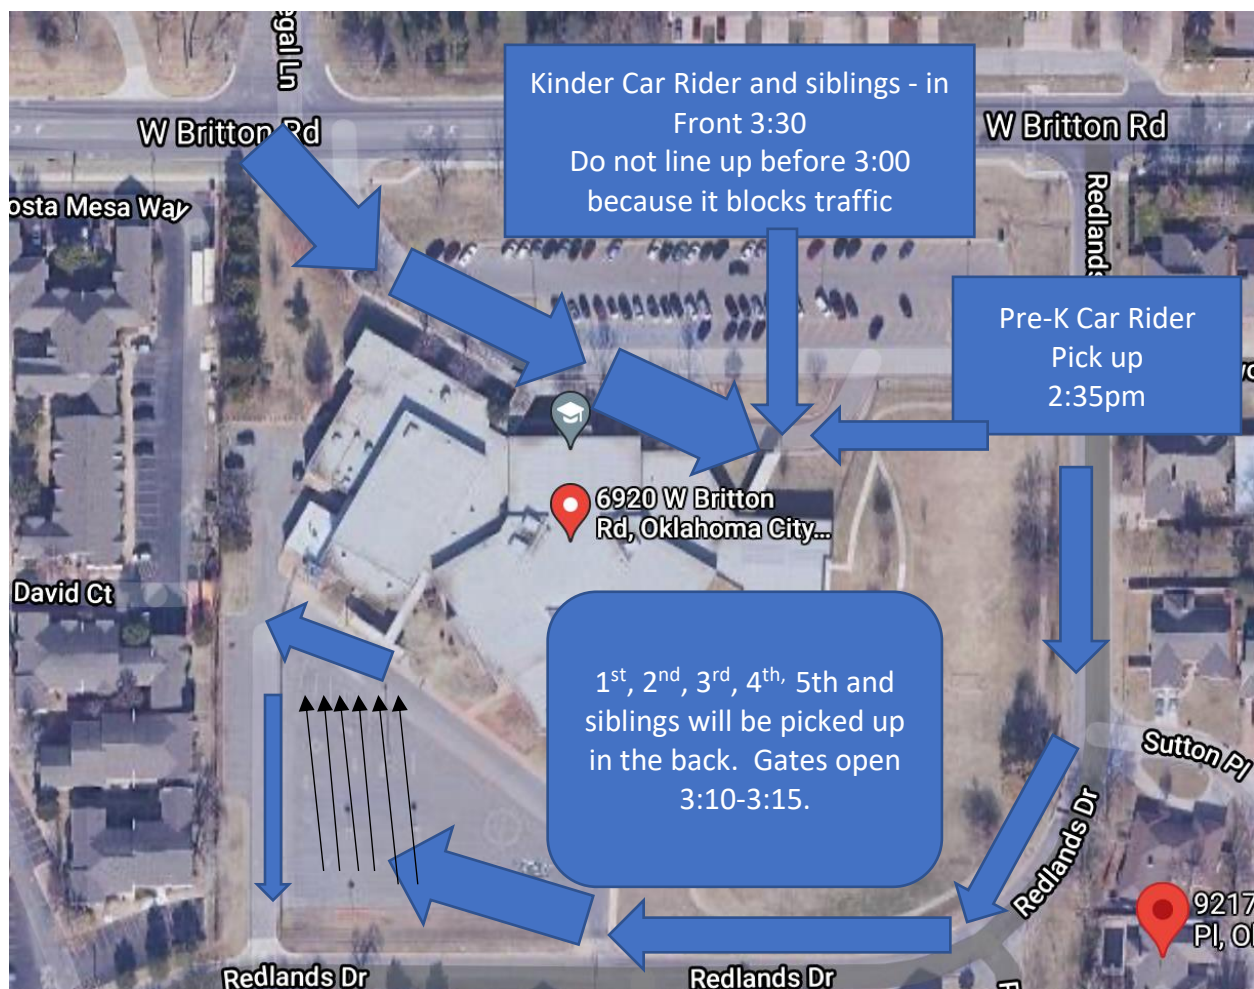 egal Ln
W Britton Rd
Kinder Car Rider and siblings - in
Front 3:30
Do not line up before 3:00
because it blocks traffic
W Britton Rd
osta Mesa Way
Redlands
Pre-K Car Rider
Pick up
2:35pm
6920 W Britton
Rd, Oklahoma City...
David Ct
1st, 2nd, 3rd, 4th, 5th and
siblings will be picked up
in the back. Gates open
3:10-3:15.
Sutton Pl
Redlands Dr
9217
Pl, Ok
Redlands Dr
Redlands Dr